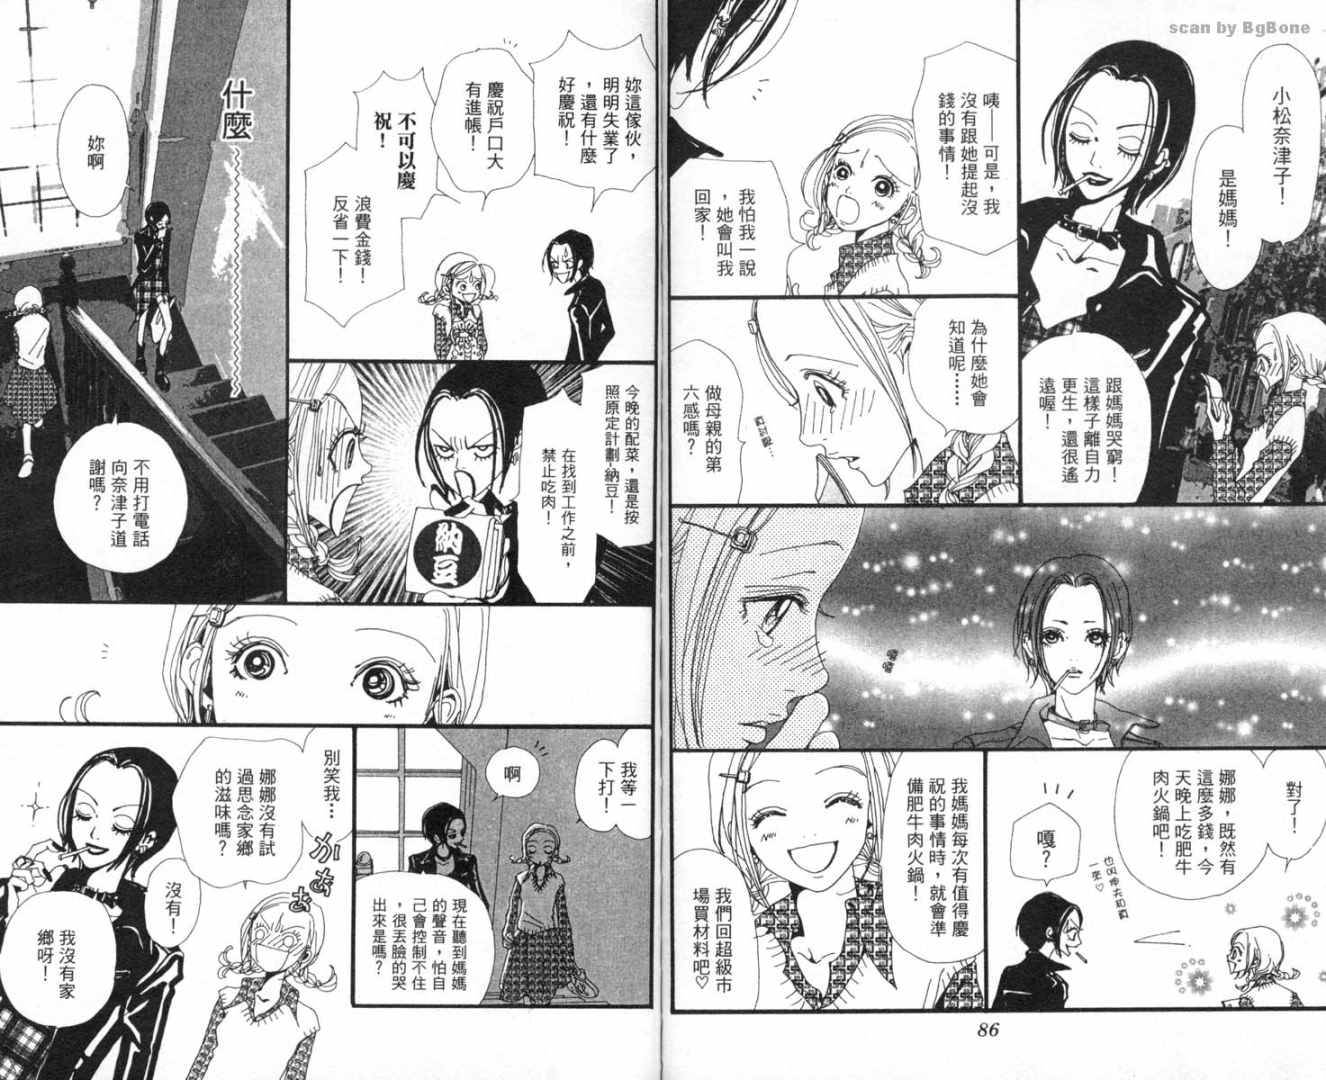 scan by BgBone
小松奈津子！
是媽媽！
跟媽媽哭窮！
這樣子離自力
更生，還很遙
遠喔！
咦——可是，我
沒有跟她提起沒
錢的事情！
我怕我一說
，她會叫我
回家！
為什麼她會
知道呢……
做母親的第
六感嗎？
對了！
娜娜，既然有
這麼多錢，今
天晚上吃肥牛
肉火鍋吧！
嘎？
也叫伸夫和真
一來♡
我媽媽每次有值得慶
祝的事情時，就會準
備肥牛肉火鍋！
我們回超級市
場買材料吧♡
86
妳這傢伙，
明明失業了
，還有什麼
好慶祝！
慶祝戶口大
有進帳！
不可以慶
祝！
浪費金錢！
反省一下！
今晚的配菜，還是按
照原定計劃，納豆！
在找到工作之前，
禁止吃肉！
納豆
什麼～～
妳啊
不用打電話
向奈津子道
謝嗎？
我等一
下打！
啊
現在聽到媽媽
的聲音，怕自
己會控制不住
，很丟臉的哭
出來是嗎？
別笑我…
かぁぁ
娜娜沒有試
過思念家鄉
的滋味嗎？
沒有！
我沒有家
鄉呀！